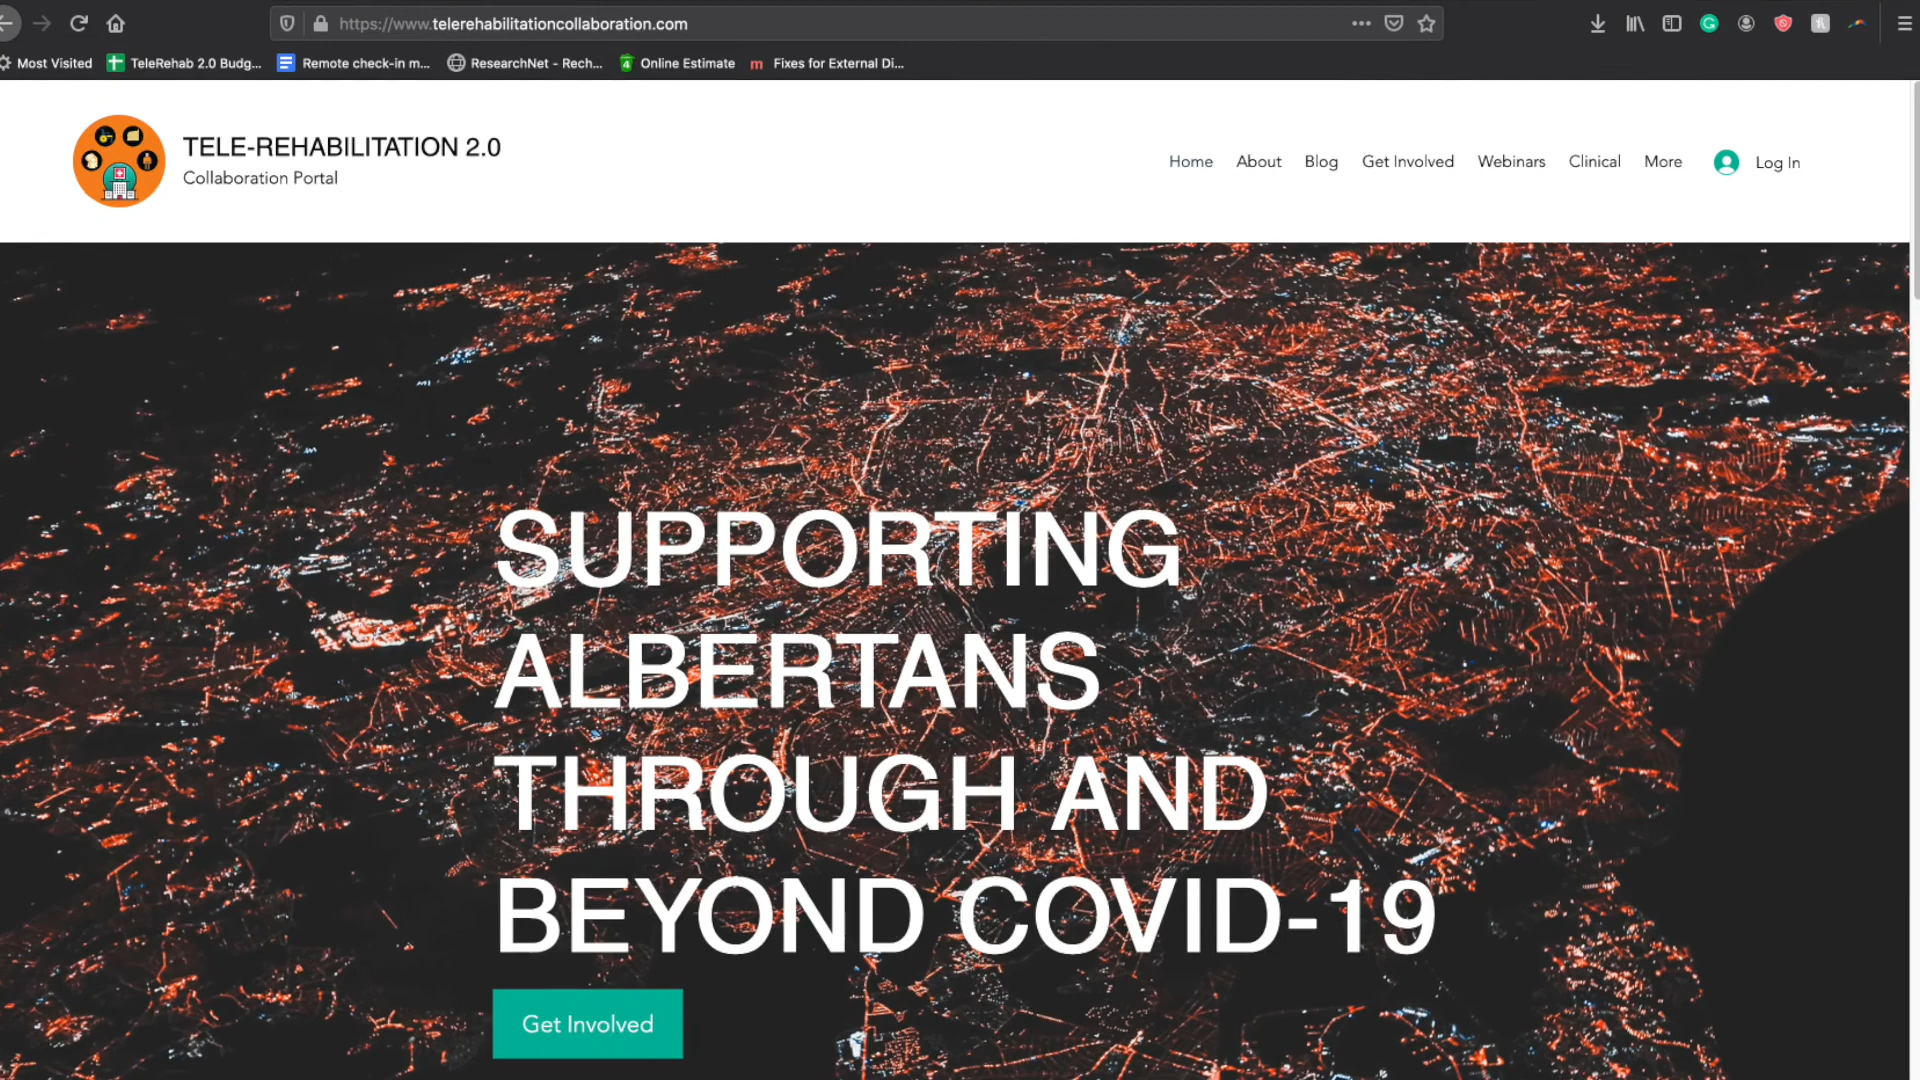 https://www.telerehabilitationcollaboration.com
Most Visited
TeleRehab 2.0 Budg...
Remote check-in m...
ResearchNet - Rech...
Online Estimate
Fixes for External Di...
TELE-REHABILITATION 2.0
Collaboration Portal
Home
About
Blog
Get Involved
Webinars
Clinical
More
Log In
SUPPORTING
ALBERTANS
THROUGH AND
BEYOND COVID-19
Get Involved